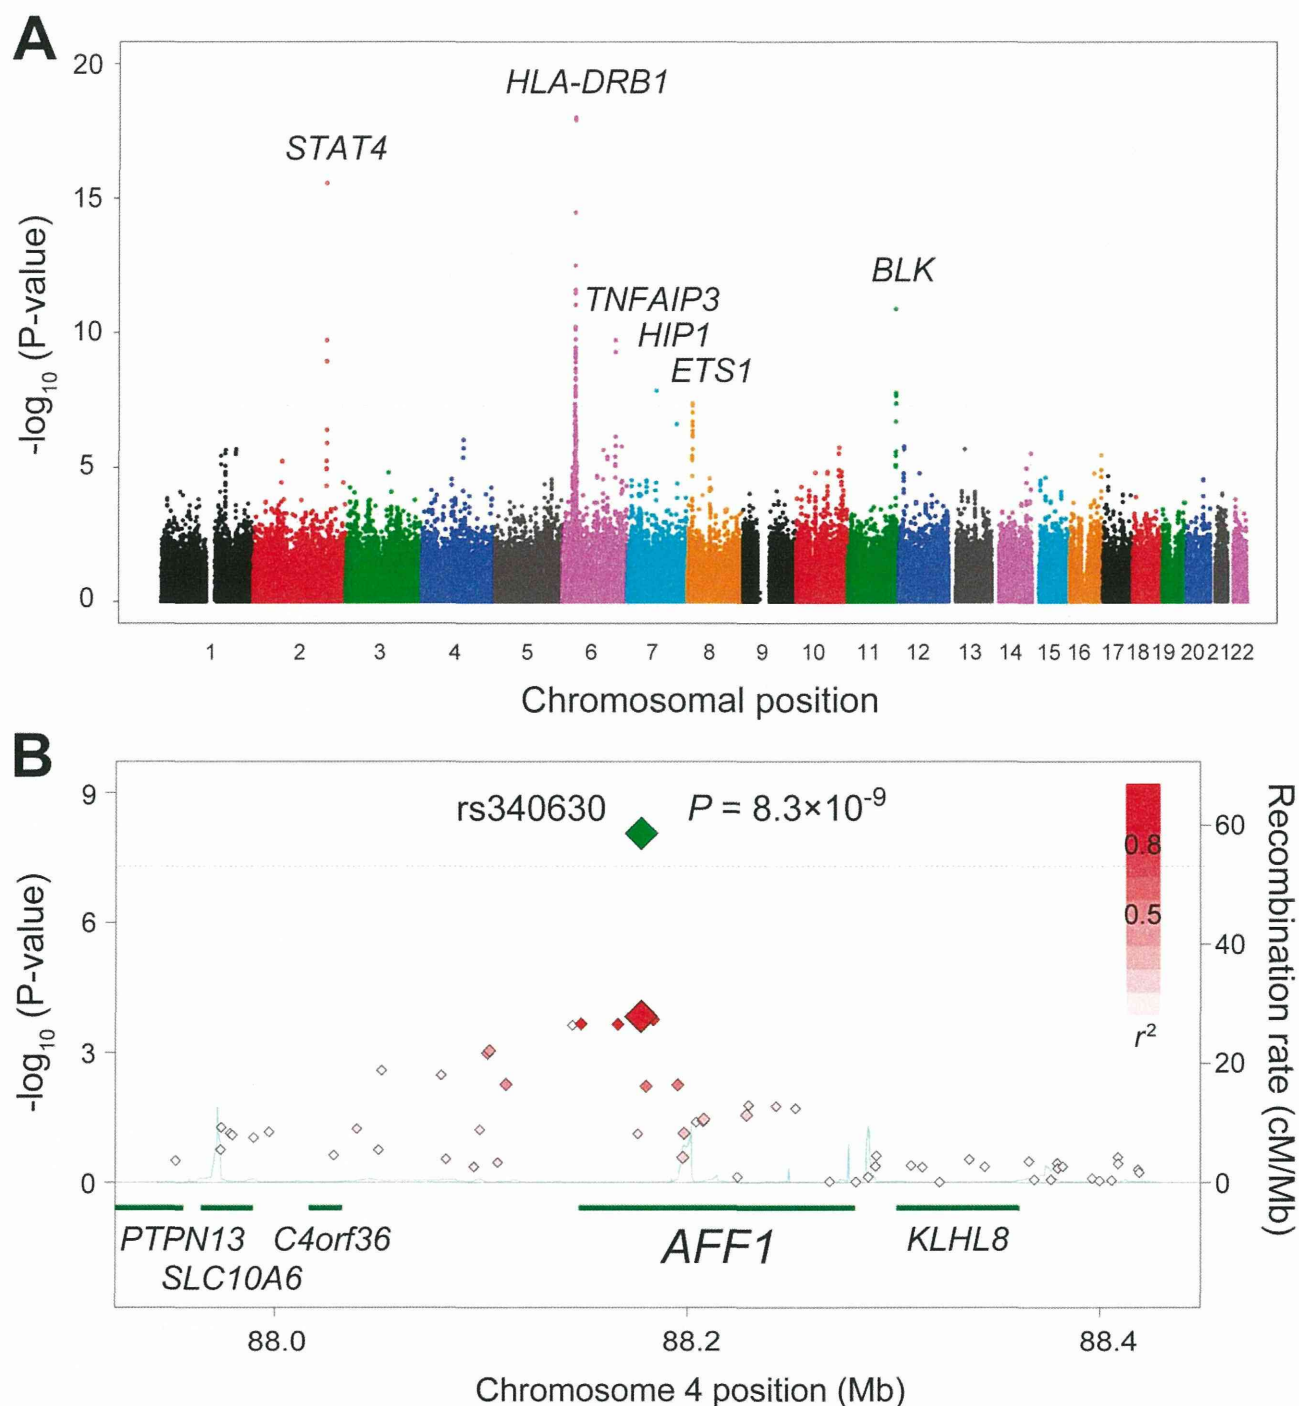 A
20
HLA-DRB1
STAT4
15
BLK
TNFAIP3
10
HIP1
ETS1
5
0
-log10 (P-value)
1 2 3 4 5 6 7 8 9 10 11 12 13 14 15 16 17 18 19 20 21 22
Chromosomal position
B
9
rs340630 P = 8.3×10-9
60
0.8
0.5
6
40
r2
3
20
0
0
-log10 (P-value)
Recombination rate (cM/Mb)
PTPN13 C4orf36 AFF1 KLHL8
SLC10A6
88.0 88.2 88.4
Chromosome 4 position (Mb)